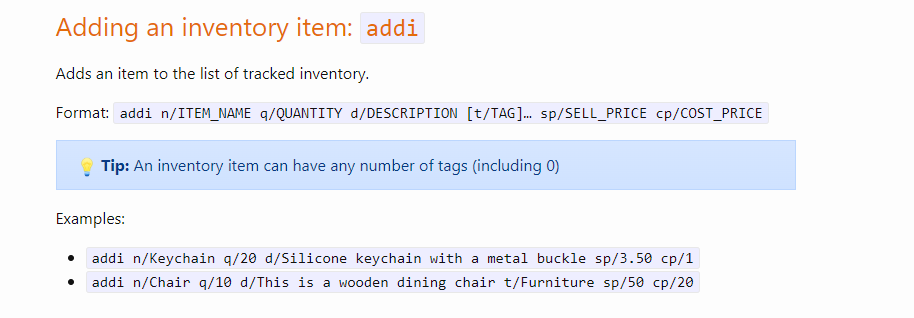 Adding an inventory item: addi
Adds an item to the list of tracked inventory.
Format: addi n/ITEM_NAME q/QUANTITY d/DESCRIPTION [t/TAG]… sp/SELL_PRICE cp/COST_PRICE
💡 Tip: An inventory item can have any number of tags (including 0)
Examples:
• addi n/Keychain q/20 d/Silicone keychain with a metal buckle sp/3.50 cp/1
• addi n/Chair q/10 d/This is a wooden dining chair t/Furniture sp/50 cp/20